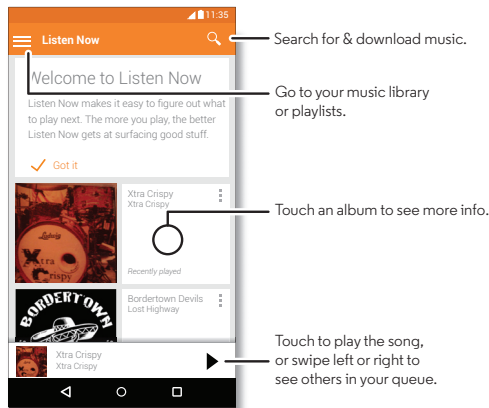 11:35
Listen Now
Search for & download music.
Welcome to Listen Now
Listen Now makes it easy to figure out what
to play next. The more you play, the better
Listen Now gets at surfacing good stuff.
Go to your music library
or playlists.
Got it
Xtra Crispy
Xtra Crispy
Recently played
Ludwig
Xtra
Crispy
Touch an album to see more info.
BORDERTOWN
Bordertown Devils
Lost Highway
Xtra Crispy
Xtra Crispy
Touch to play the song,
or swipe left or right to
see others in your queue.